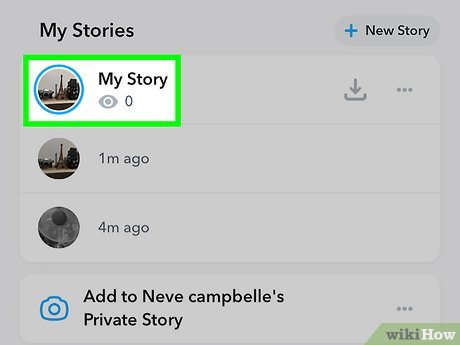 My Stories
+ New Story
My Story
0
1m ago
4m ago
Add to Neve campbelle's
Private Story
wikiHow